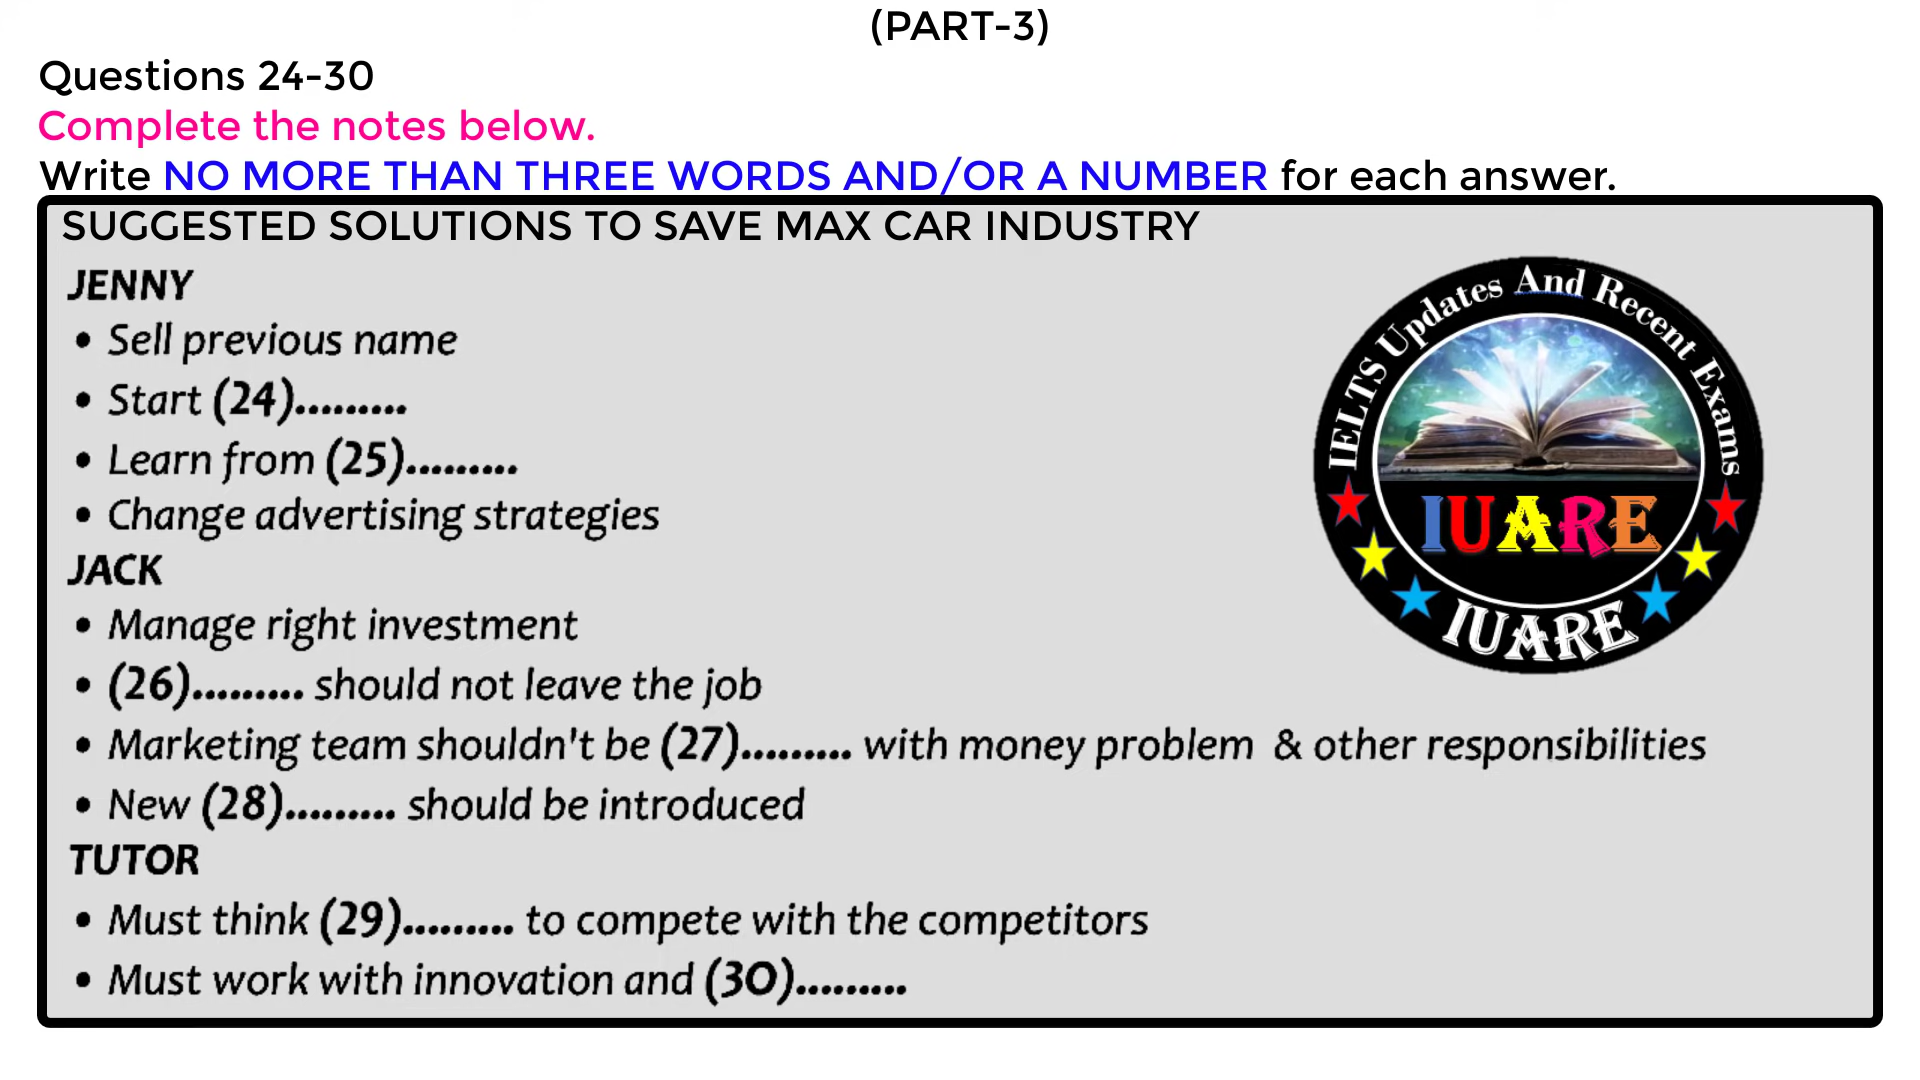 (PART-3)
Questions 24-30
Complete the notes below.
Write NO MORE THAN THREE WORDS AND/OR A NUMBER for each answer.
SUGGESTED SOLUTIONS TO SAVE MAX CAR INDUSTRY
JENNY
• Sell previous name
• Start (24).........
• Learn from (25).........
• Change advertising strategies
JACK
• Manage right investment
• (26)......... should not leave the job
• Marketing team shouldn't be (27)......... with money problem & other responsibilities
• New (28)......... should be introduced
TUTOR
• Must think (29)......... to compete with the competitors
• Must work with innovation and (30).........
IELTS Updates And Recent Exams
IUARE
IUARE